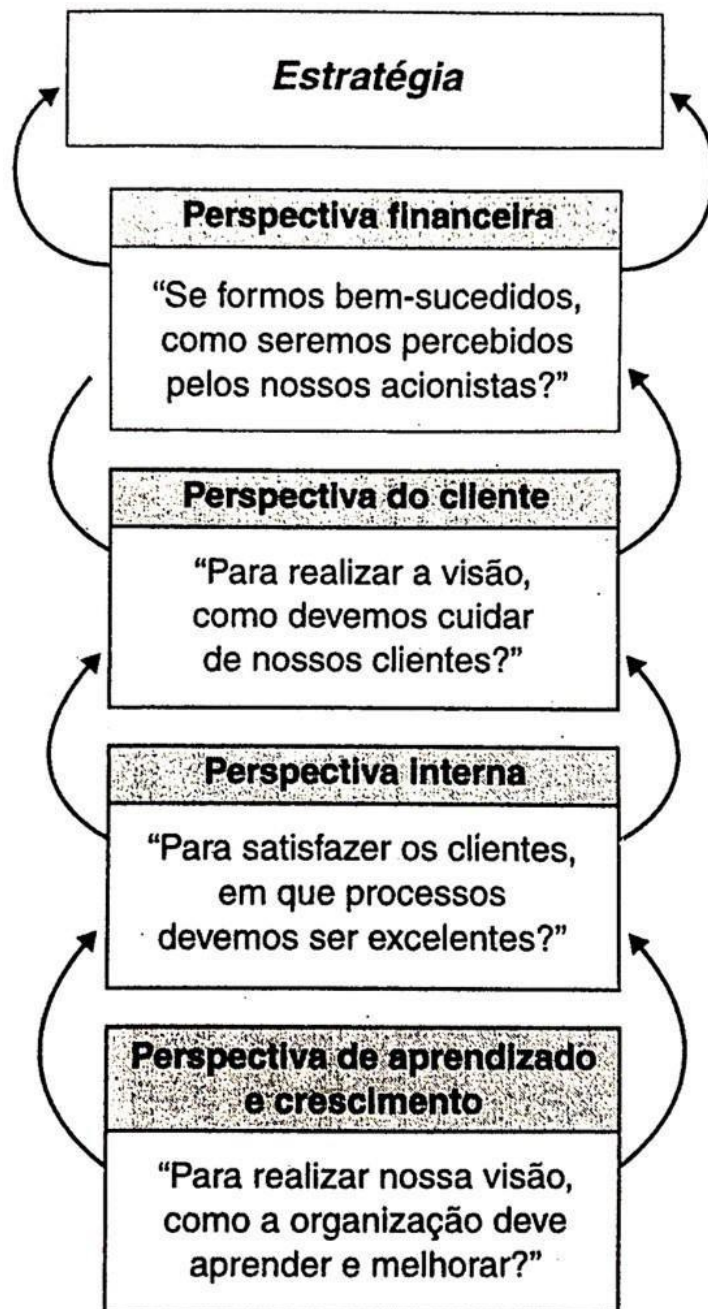 Estratégia
Perspectiva financeira
“Se formos bem-sucedidos,
como seremos percebidos
pelos nossos acionistas?”
Perspectiva do cliente
“Para realizar a visão,
como devemos cuidar
de nossos clientes?”
Perspectiva Interna
“Para satisfazer os clientes,
em que processos
devemos ser excelentes?”
Perspectiva de aprendizado
e crescimento
“Para realizar nossa visão,
como a organização deve
aprender e melhorar?”